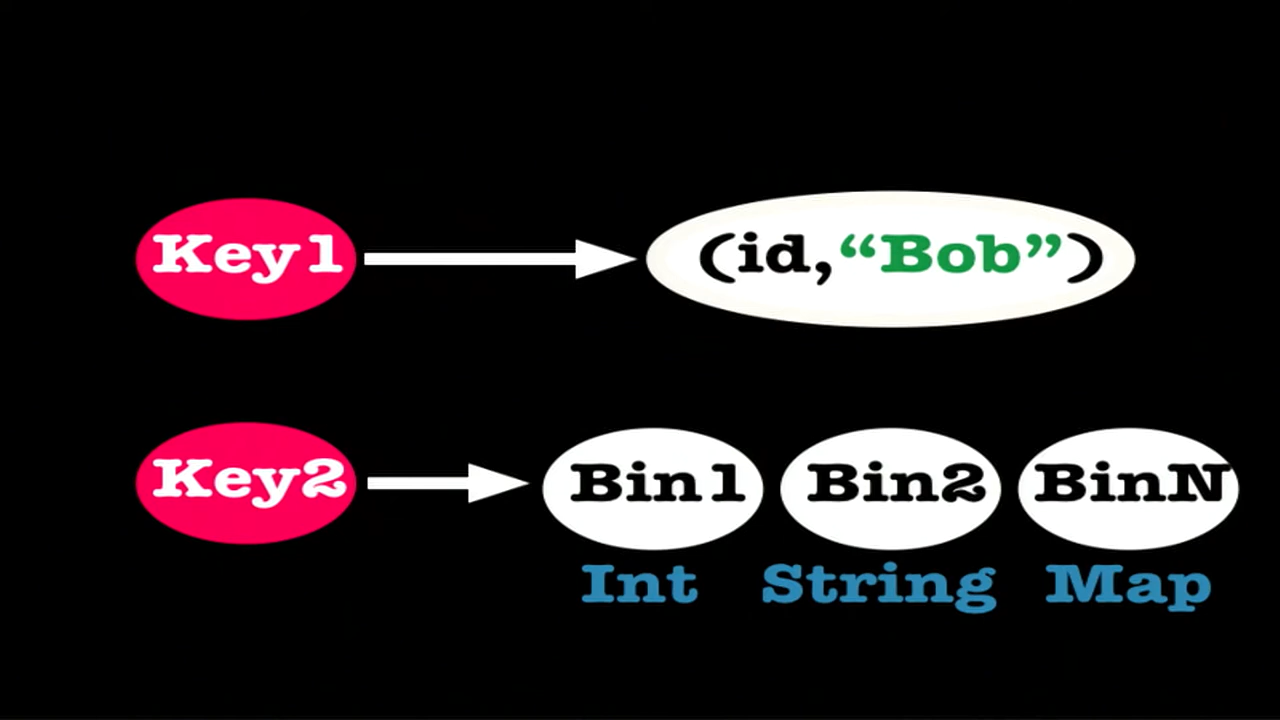 Key1 (id,“Bob”)
Key2 Bin1 Bin2 BinN
Int String Map